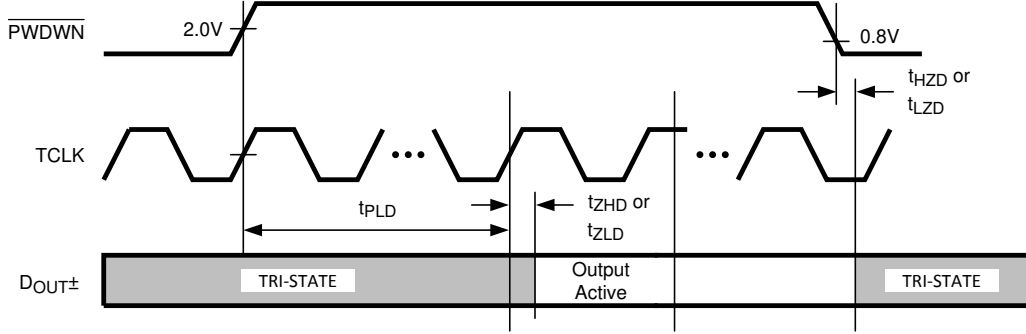 PWDWN
2.0V
0.8V
tHZD or
tLZD
TCLK
tPLD
tZHD or
tZLD
DOUT±
TRI-STATE
Output
Active
TRI-STATE